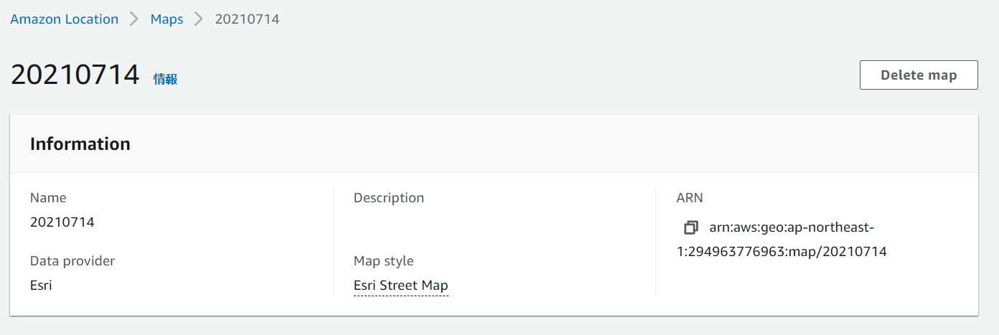 Amazon Location > Maps > 20210714
20210714 情報
Delete map
Information
Name
20210714
Data provider
Esri
Description
Map style
Esri Street Map
ARN
arn:aws:geo:ap-northeast-
1:294963776963:map/20210714